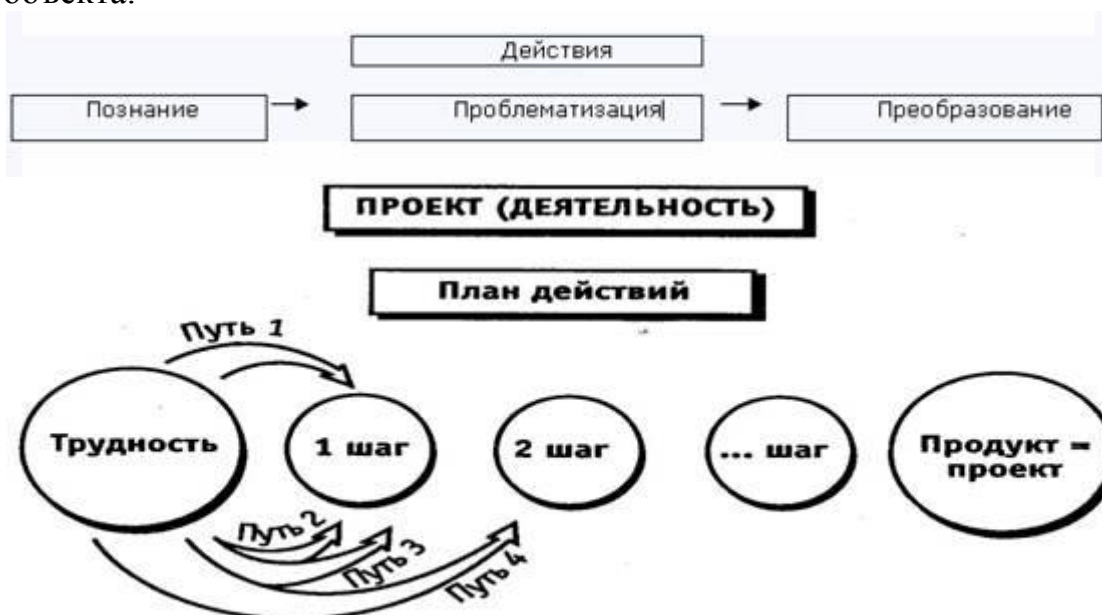 объекта.
Действия
Познание
Проблематизация
Преобразование
ПРОЕКТ (ДЕЯТЕЛЬНОСТЬ)
План действий
Путь 1
Трудность
1 шаг
2 шаг
... шаг
Продукт =
проект
Путь 2
Путь 3
Путь 4